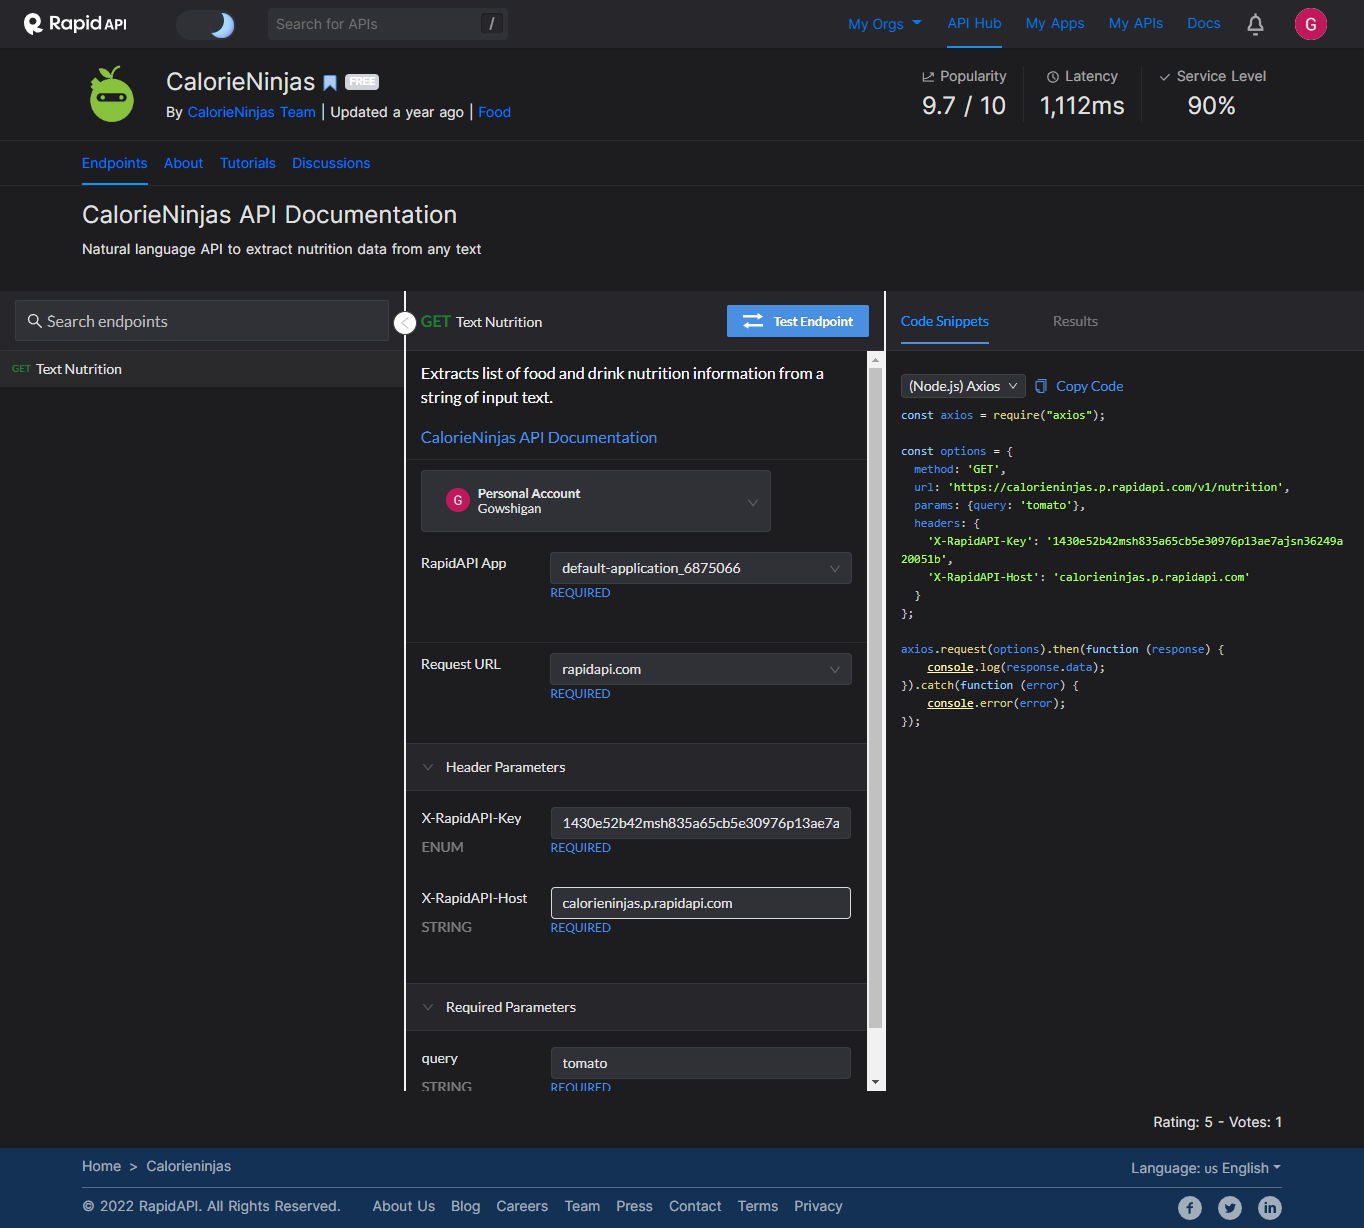 Rapid API
Search for APIs /
My Orgs API Hub My Apps My APIs Docs G
CalorieNinjas FREE
By CalorieNinjas Team | Updated a year ago | Food
Popularity Latency Service Level
9.7 / 10 1,112ms 90%
Endpoints About Tutorials Discussions
CalorieNinjas API Documentation
Natural language API to extract nutrition data from any text
Search endpoints
GET Text Nutrition
GET Text Nutrition Test Endpoint
Extracts list of food and drink nutrition information from a
string of input text.
CalorieNinjas API Documentation
G Personal Account
Gowshigan
RapidAPI App default-application_6875066
REQUIRED
Request URL rapidapi.com
REQUIRED
Header Parameters
X-RapidAPI-Key 1430e52b42msh835a65cb5e30976p13ae7a
ENUM REQUIRED
X-RapidAPI-Host calorieninjas.p.rapidapi.com
STRING REQUIRED
Required Parameters
query tomato
STRING REQUIRED
Code Snippets Results
(Node.js) Axios Copy Code
const axios = require("axios");
const options = {
method: 'GET',
url: 'https://calorieninjas.p.rapidapi.com/v1/nutrition',
params: {query: 'tomato'},
headers: {
'X-RapidAPI-Key': '1430e52b42msh835a65cb5e30976p13ae7ajsn36249a
20051b',
'X-RapidAPI-Host': 'calorieninjas.p.rapidapi.com'
}
};
axios.request(options).then(function (response) {
console.log(response.data);
}).catch(function (error) {
console.error(error);
});
Rating: 5 - Votes: 1
Home > Calorieninjas
Language: us English
© 2022 RapidAPI. All Rights Reserved. About Us Blog Careers Team Press Contact Terms Privacy